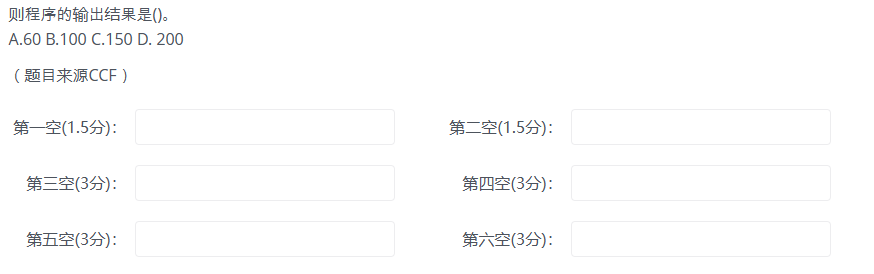 则程序的输出结果是()。
A.60 B.100 C.150 D. 200
（ 题目来源CCF ）
第一空(1.5分)： 第二空(1.5分)：
第三空(3分)： 第四空(3分)：
第五空(3分)： 第六空(3分)：